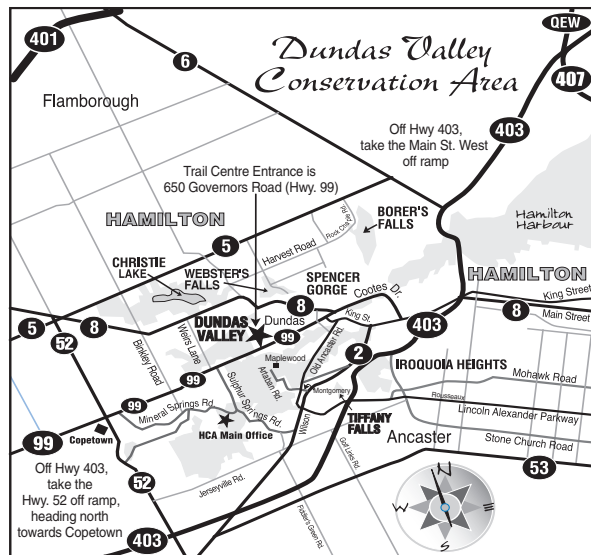 401
6
QEW
407
Dundas Valley
Conservation Area
Flamborough
403
Off Hwy 403,
take the Main St. West
off ramp
Trail Centre Entrance is
650 Governors Road (Hwy. 99)
HAMILTON
5
Harvest Road
BORER'S
FALLS
Hamilton
Harbour
CHRISTIE
LAKE
WEBSTER'S
FALLS
SPENCER
GORGE
Cootes Dr.
HAMILTON
King Street
8
Main Street
5
8
52
8
King St.
403
DUNDAS
VALLEY
Dundas
99
Binkley Road
Weirs Lane
Old Ancaster Rd.
2
Maplewood
Artaban Rd.
IROQUOIA HEIGHTS
Mohawk Road
99
99
Mineral Springs Rd.
Sulphur Springs Rd.
Montgomery
Rousseaux
Lincoln Alexander Parkway
TIFFANY
FALLS
Wilson
HCA Main Office
Copetown
99
Ancaster
Stone Church Road
53
Golf Links Rd.
Off Hwy 403,
take the
Hwy. 52 off ramp,
heading north
towards Copetown
52
Jerseyville Rd.
Fiddler's Green Rd.
403
N
W
E
S